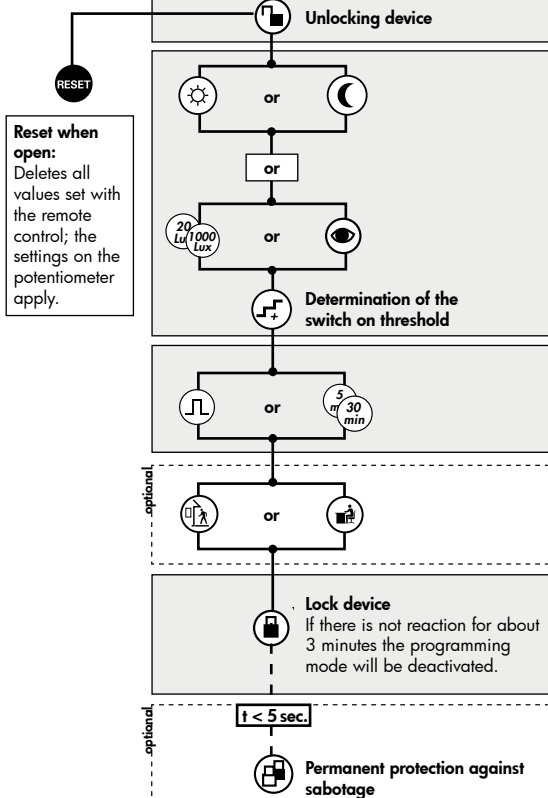 Unlocking device
RESET
Reset when
open:
Deletes all
values set with
the remote
control; the
settings on the
potentiometer
apply.
or
or
20
Lu
1000
Lux
or
Determination of the
switch on threshold
or
5
m
30
min
optional
or
Lock device
If there is not reaction for about
3 minutes the programming
mode will be deactivated.
t < 5 sec.
optional
Permanent protection against
sabotage